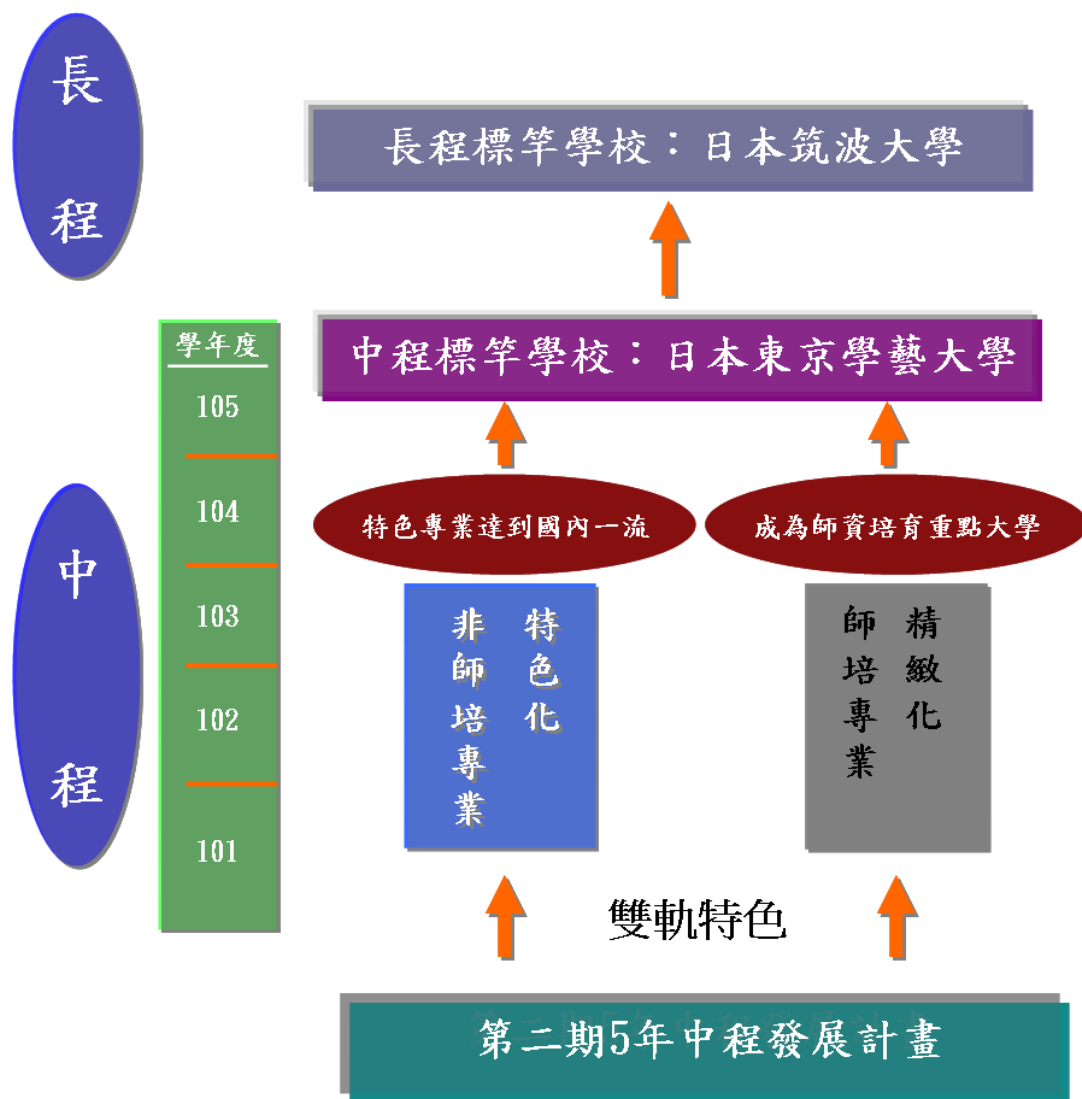 長程
長程標竿學校：日本筑波大學
中程標竿學校：日本東京學藝大學
學年度
105
104
103
102
101
中程
特色專業達到國內一流
成為師資培育重點大學
特色化
非師培專業
精緻化
師培專業
雙軌特色
第二期5年中程發展計畫